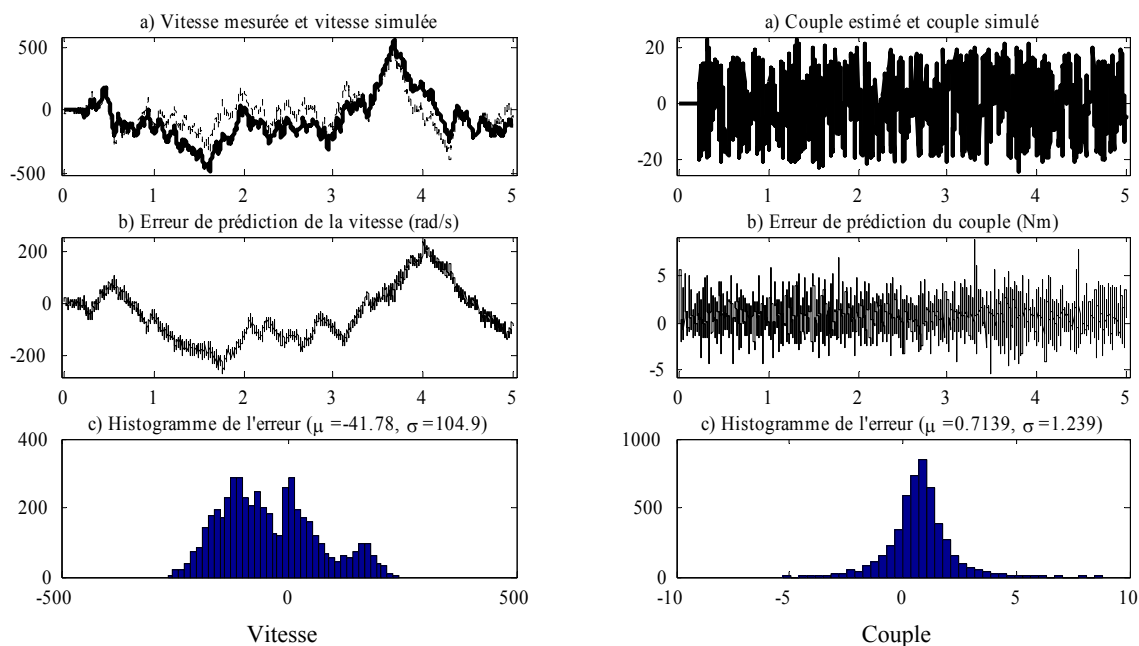 a) Vitesse mesurée et vitesse simulée
500
0
-500
0 1 2 3 4 5
b) Erreur de prédiction de la vitesse (rad/s)
200
0
-200
0 1 2 3 4 5
c) Histogramme de l'erreur (μ =-41.78, σ =104.9)
400
200
0
-500 0 500
Vitesse
a) Couple estimé et couple simulé
20
0
-20
0 1 2 3 4 5
b) Erreur de prédiction du couple (Nm)
5
0
-5
0 1 2 3 4 5
c) Histogramme de l'erreur (μ =0.7139, σ =1.239)
1000
500
0
-10 -5 0 5 10
Couple